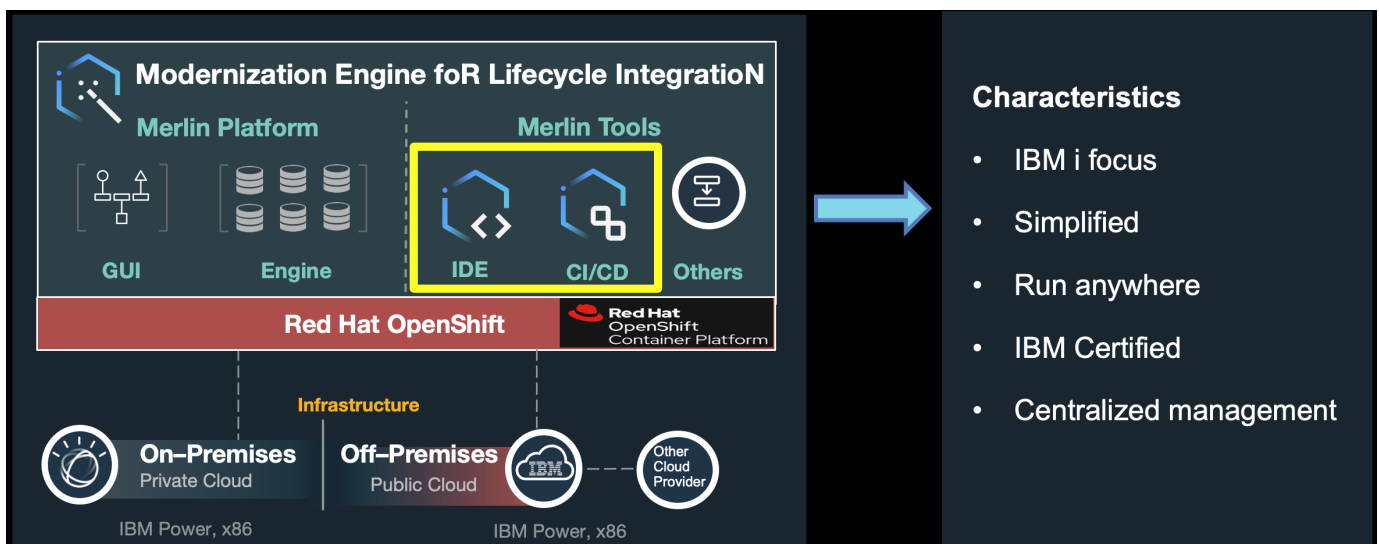 Modernization Engine foR Lifecycle IntegratioN
Merlin Platform
Merlin Tools
GUI
Engine
IDE
CI/CD
Others
Red Hat OpenShift
Red Hat
OpenShift
Container Platform
Infrastructure
On–Premises
Private Cloud
Off–Premises
Public Cloud
IBM
Other
Cloud
Provider
IBM Power, x86
IBM Power, x86
Characteristics
• IBM i focus
• Simplified
• Run anywhere
• IBM Certified
• Centralized management